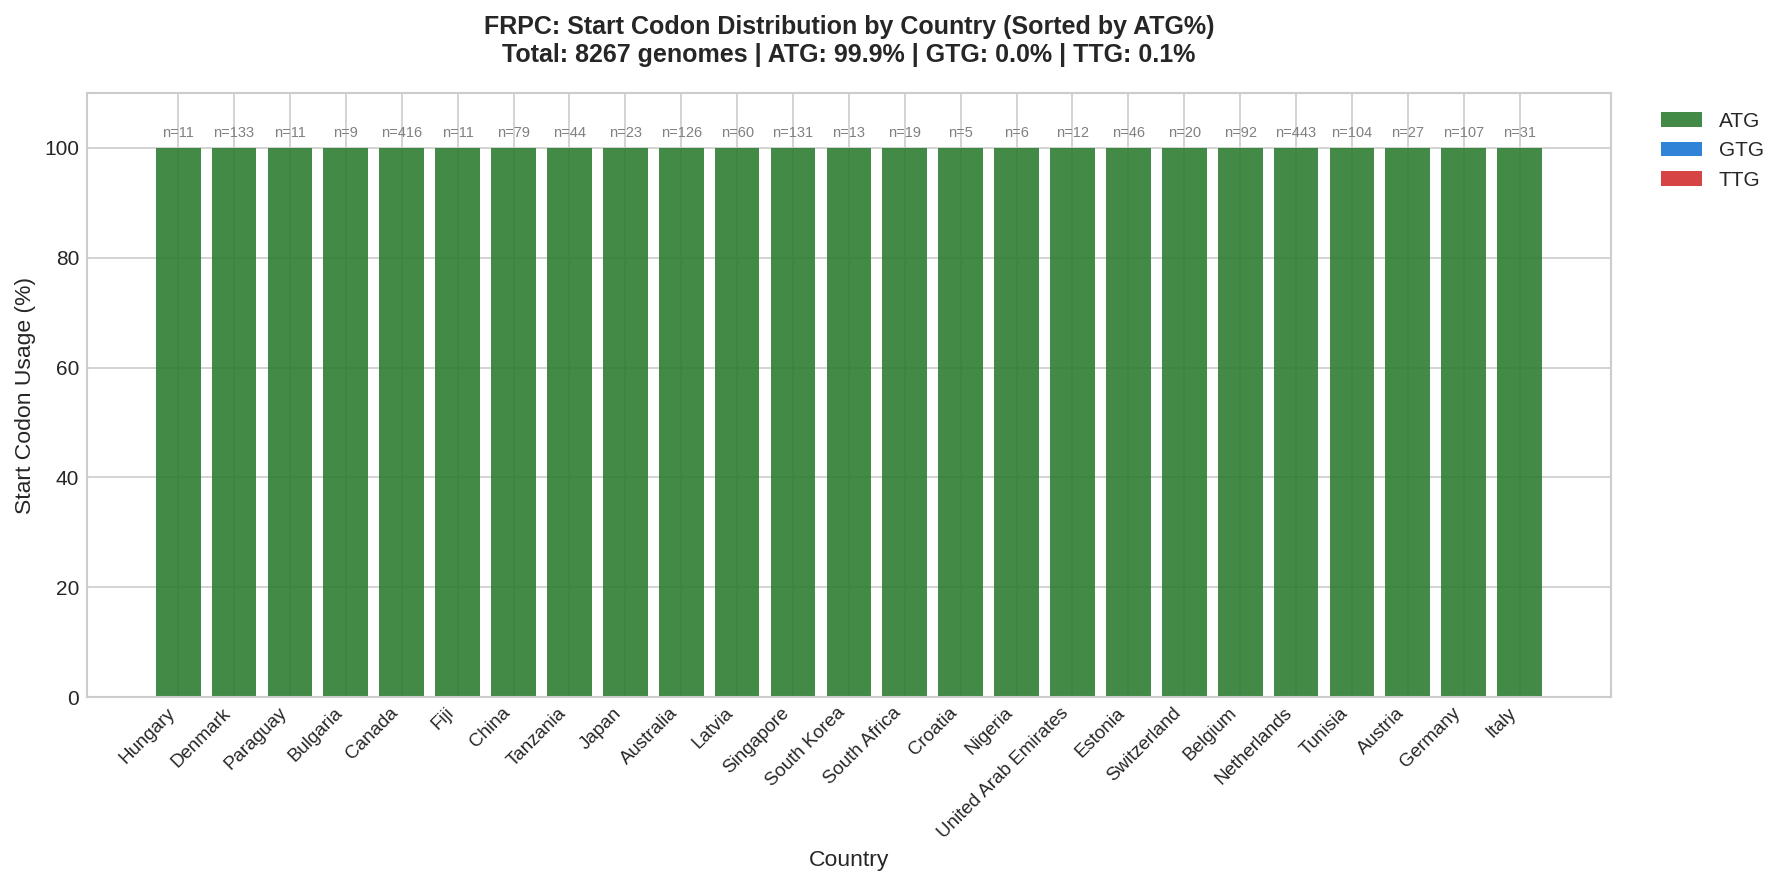 FRPC: Start Codon Distribution by Country (Sorted by ATG%)
Total: 8267 genomes | ATG: 99.9% | GTG: 0.0% | TTG: 0.1%
n=11 n=133 n=11 n=9 n=416 n=11 n=79 n=44 n=23 n=126 n=60 n=131 n=13 n=19 n=5 n=6 n=12 n=46 n=20 n=92 n=443 n=104 n=27 n=107 n=31
ATG
GTG
TTG
100
80
60
40
20
0
Start Codon Usage (%)
Hungary
Denmark
Paraguay
Bulgaria
Canada
Fiji
China
Tanzania
Japan
Australia
Latvia
Singapore
South Korea
South Africa
Croatia
Nigeria
United Arab Emirates
Estonia
Switzerland
Belgium
Netherlands
Tunisia
Austria
Germany
Italy
Country